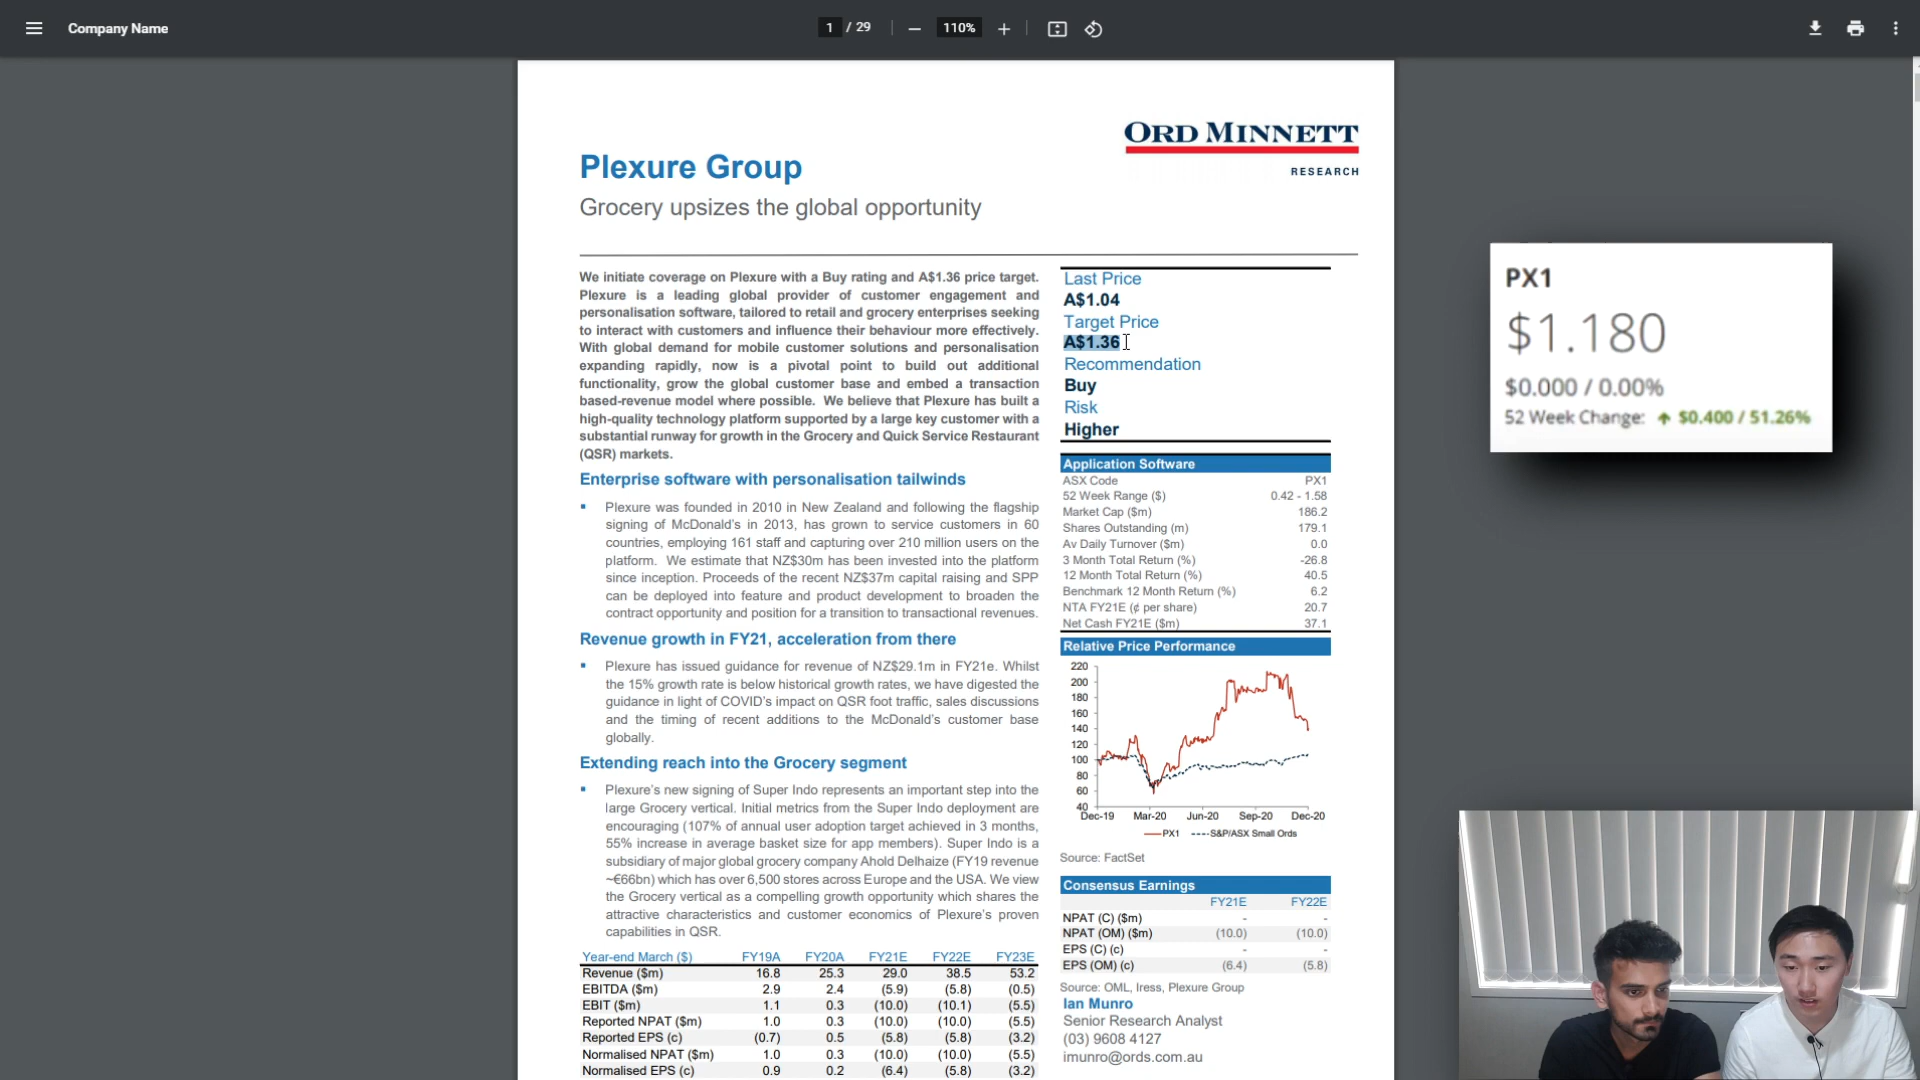 Company Name
1 / 29
110%
ORD MINNETT
RESEARCH
Plexure Group
Grocery upsizes the global opportunity
We initiate coverage on Plexure with a Buy rating and A$1.36 price target.
Plexure is a leading global provider of customer engagement and
personalisation software, tailored to retail and grocery enterprises seeking
to interact with customers and influence their behaviour more effectively.
With global demand for mobile customer solutions and personalisation
expanding rapidly, now is a pivotal point to build out additional
functionality, grow the global customer base and embed a transaction
based-revenue model where possible. We believe that Plexure has built a
high-quality technology platform supported by a large key customer with a
substantial runway for growth in the Grocery and Quick Service Restaurant
(QSR) markets.
Enterprise software with personalisation tailwinds
Plexure was founded in 2010 in New Zealand and following the flagship
signing of McDonald's in 2013, has grown to service customers in 60
countries, employing 161 staff and capturing over 210 million users on the
platform. We estimate that NZ$30m has been invested into the platform
since inception. Proceeds of the recent NZ$37m capital raising and SPP
can be deployed into feature and product development to broaden the
contract opportunity and position for a transition to transactional revenues.
Revenue growth in FY21, acceleration from there
Plexure has issued guidance for revenue of NZ$29.1m in FY21e. Whilst
the 15% growth rate is below historical growth rates, we have digested the
guidance in light of COVID's impact on QSR foot traffic, sales discussions
and the timing of recent additions to the McDonald's customer base
globally.
Extending reach into the Grocery segment
Plexure's new signing of Super Indo represents an important step into the
large Grocery vertical. Initial metrics from the Super Indo deployment are
encouraging (107% of annual user adoption target achieved in 3 months,
55% increase in average basket size for app members). Super Indo is a
subsidiary of major global grocery company Ahold Delhaize (FY19 revenue
~€66bn) which has over 6,500 stores across Europe and the USA. We view
the Grocery vertical as a compelling growth opportunity which shares the
attractive characteristics and customer economics of Plexure's proven
capabilities in QSR.
Year-end March ($) FY19A FY20A FY21E FY22E FY23E
Revenue ($m) 16.8 25.3 29.0 38.5 53.2
EBITDA ($m) 2.9 2.4 (5.9) (5.8) (0.5)
EBIT ($m) 1.1 0.3 (10.0) (10.1) (5.5)
Reported NPAT ($m) 1.0 0.3 (10.0) (10.0) (5.5)
Reported EPS (c) (0.7) 0.5 (5.8) (5.8) (3.2)
Normalised NPAT ($m) 1.0 0.3 (10.0) (10.0) (5.5)
Normalised EPS (c) 0.9 0.2 (6.4) (5.8) (3.2)
Last Price
A$1.04
Target Price
A$1.36
Recommendation
Buy
Risk
Higher
Application Software
ASX Code PX1
52 Week Range ($) 0.42 - 1.58
Market Cap ($m) 186.2
Shares Outstanding (m) 179.1
Av Daily Turnover ($m) 0.0
3 Month Total Return (%) -26.8
12 Month Total Return (%) 40.5
Benchmark 12 Month Return (%) 6.2
NTA FY21E (¢ per share) 20.7
Net Cash FY21E ($m) 37.1
Relative Price Performance
220
200
180
160
140
120
100
80
60
40
Dec-19 Mar-20 Jun-20 Sep-20 Dec-20
PX1 S&P/ASX Small Ords
Source: FactSet
Consensus Earnings
FY21E FY22E
NPAT (C) ($m) - -
NPAT (OM) ($m) (10.0) (10.0)
EPS (C) (c) - -
EPS (OM) (c) (6.4) (5.8)
Source: OML, Iress, Plexure Group
Ian Munro
Senior Research Analyst
(03) 9608 4127
imunro@ords.com.au
PX1
$1.180
$0.000 / 0.00%
52 Week Change: ↑ $0.400 / 51.26%